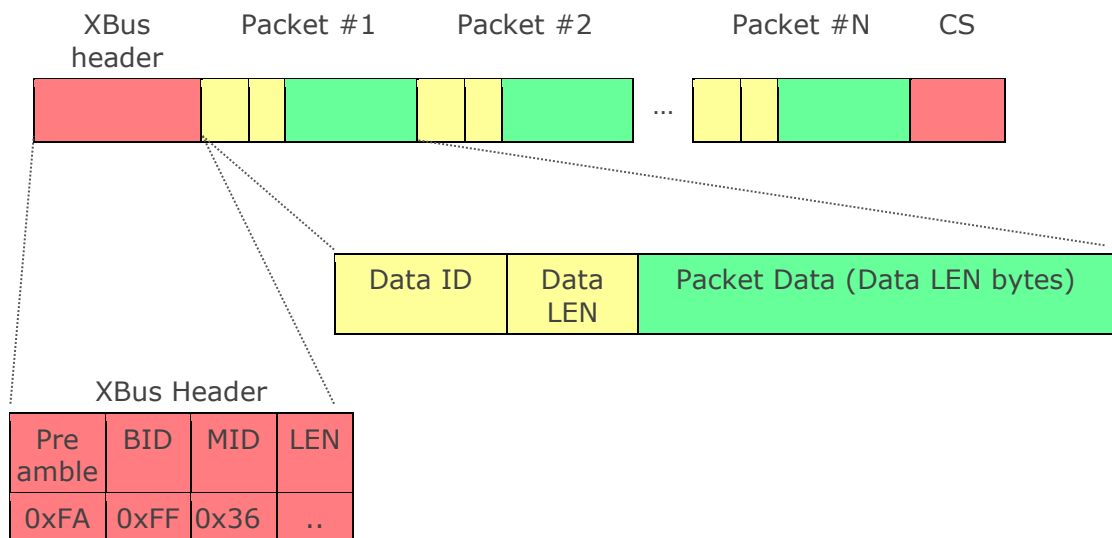 XBus Packet #1 Packet #2 Packet #N CS
header
...
Data ID Data Packet Data (Data LEN bytes)
LEN
XBus Header
Pre BID MID LEN
amble
0xFA 0xFF 0x36 ..